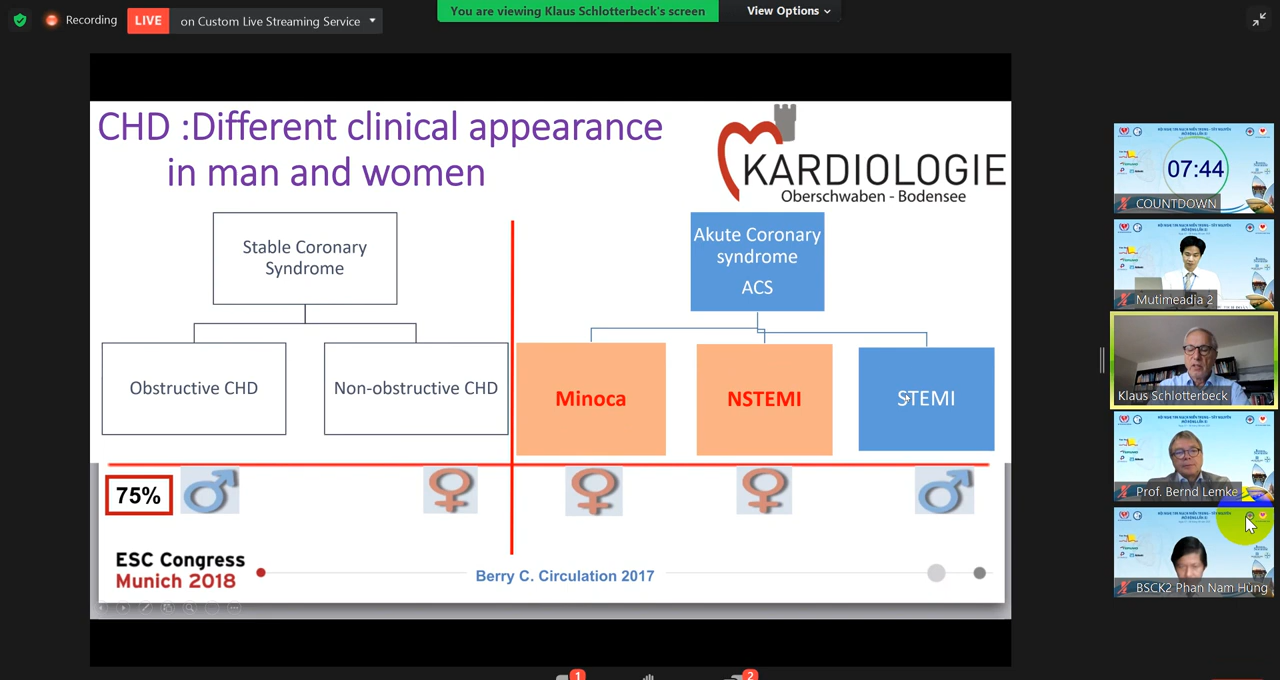 Recording
LIVE
on Custom Live Streaming Service
You are viewing Klaus Schlotterbeck's screen
View Options
CHD :Different clinical appearance
in man and women
KARDIOLOGIE
Oberschwaben - Bodensee
Stable Coronary
Syndrome
Akute Coronary
syndrome
ACS
Obstructive CHD
Non-obstructive CHD
Minoca
NSTEMI
STEMI
75%
ESC Congress
Munich 2018
Berry C. Circulation 2017
07:44
COUNTDOWN
Mutimeadia 2
Klaus Schlotterbeck
Prof. Bernd Lemke
BSCK2 Phan Nam Hùng
1
2